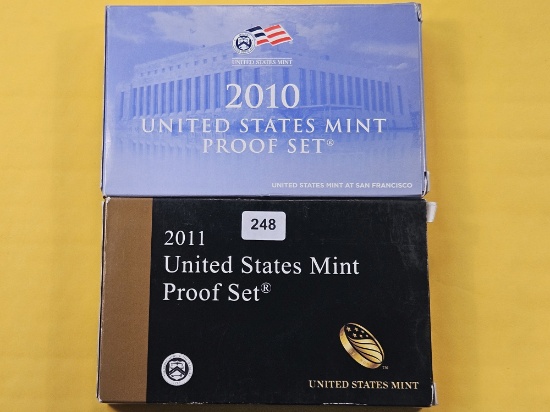 UNITED STATES MINT
2010
UNITED STATES MINT
PROOF SET®
UNITED STATES MINT AT SAN FRANCISCO
248
2011
United States Mint
Proof Set®
TM
UNITED STATES MINT